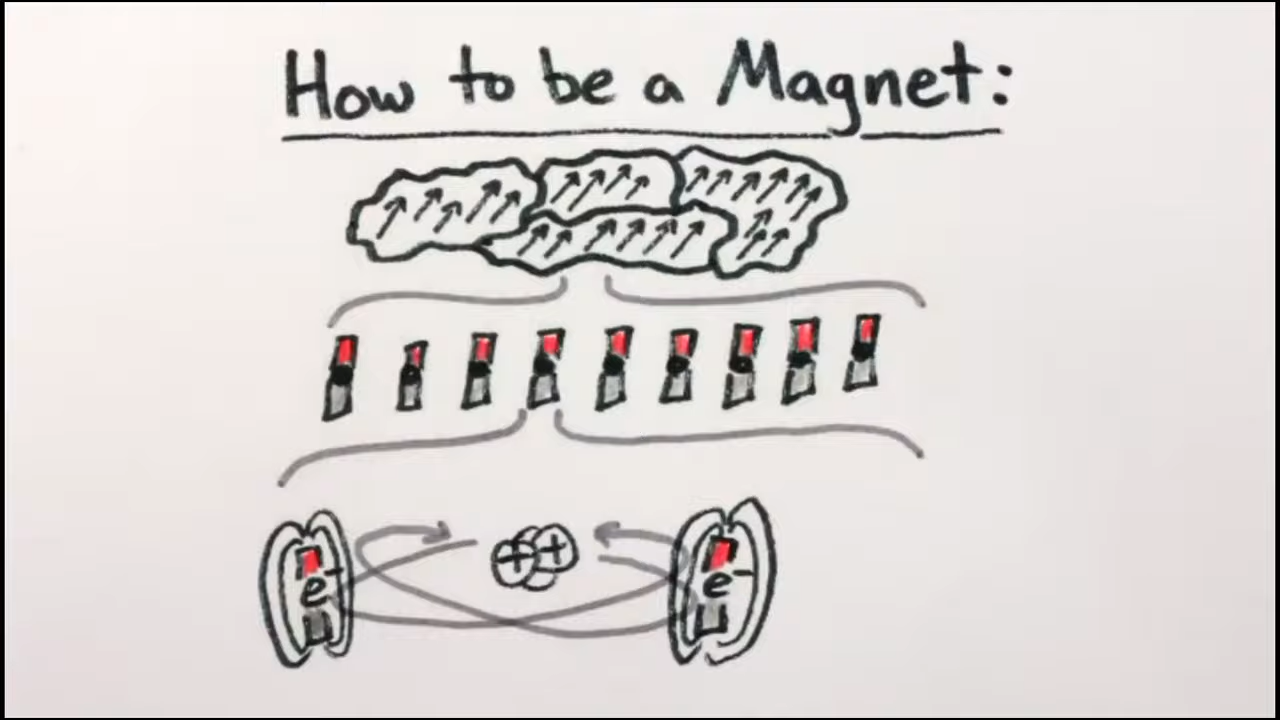 How to be a Magnet:
+ +
e⁻ e⁻